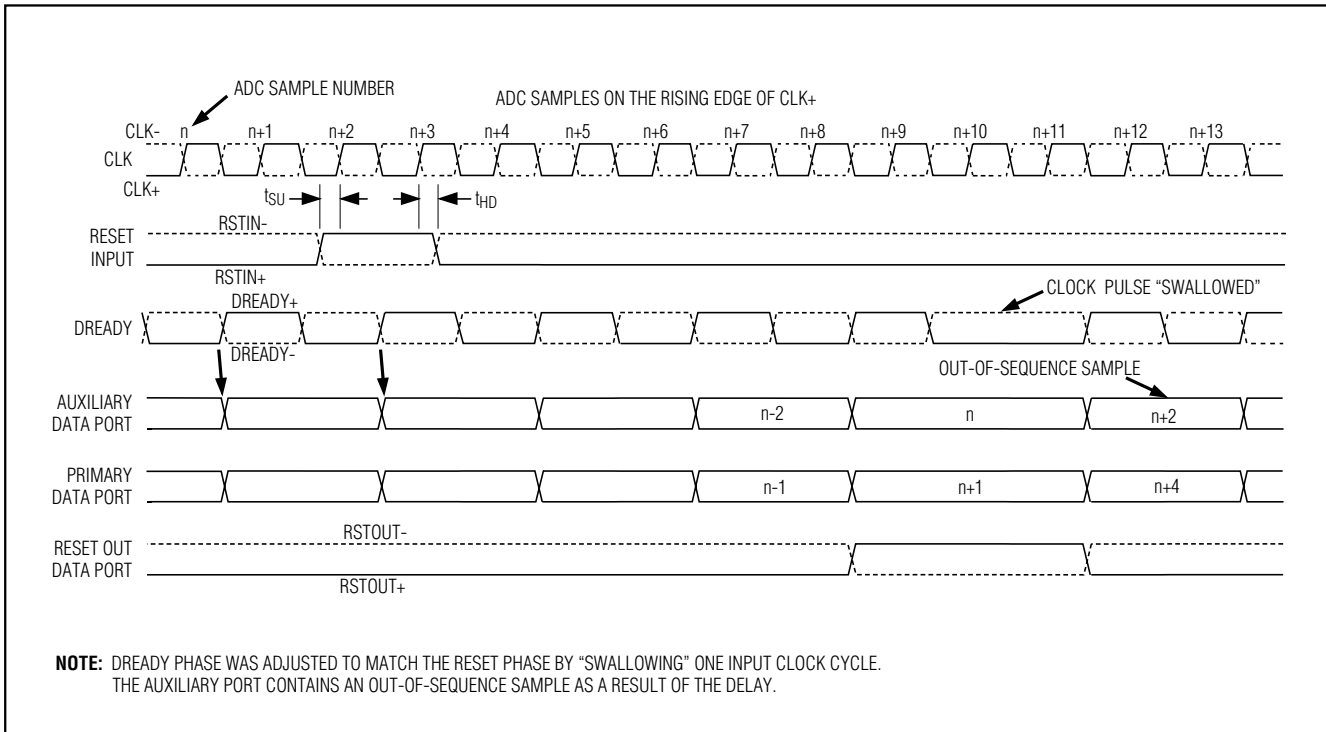 ADC SAMPLE NUMBER
ADC SAMPLES ON THE RISING EDGE OF CLK+
CLK- n n+1 n+2 n+3 n+4 n+5 n+6 n+7 n+8 n+9 n+10 n+11 n+12 n+13
CLK
CLK+
tSU tHD
RSTIN-
RESET
INPUT
RSTIN+
DREADY+
CLOCK PULSE “SWALLOWED”
DREADY
DREADY-
OUT-OF-SEQUENCE SAMPLE
AUXILIARY
DATA PORT
n-2 n n+2
PRIMARY
DATA PORT
n-1 n+1 n+4
RSTOUT-
RESET OUT
DATA PORT
RSTOUT+
NOTE: DREADY PHASE WAS ADJUSTED TO MATCH THE RESET PHASE BY “SWALLOWING” ONE INPUT CLOCK CYCLE.
THE AUXILIARY PORT CONTAINS AN OUT-OF-SEQUENCE SAMPLE AS A RESULT OF THE DELAY.